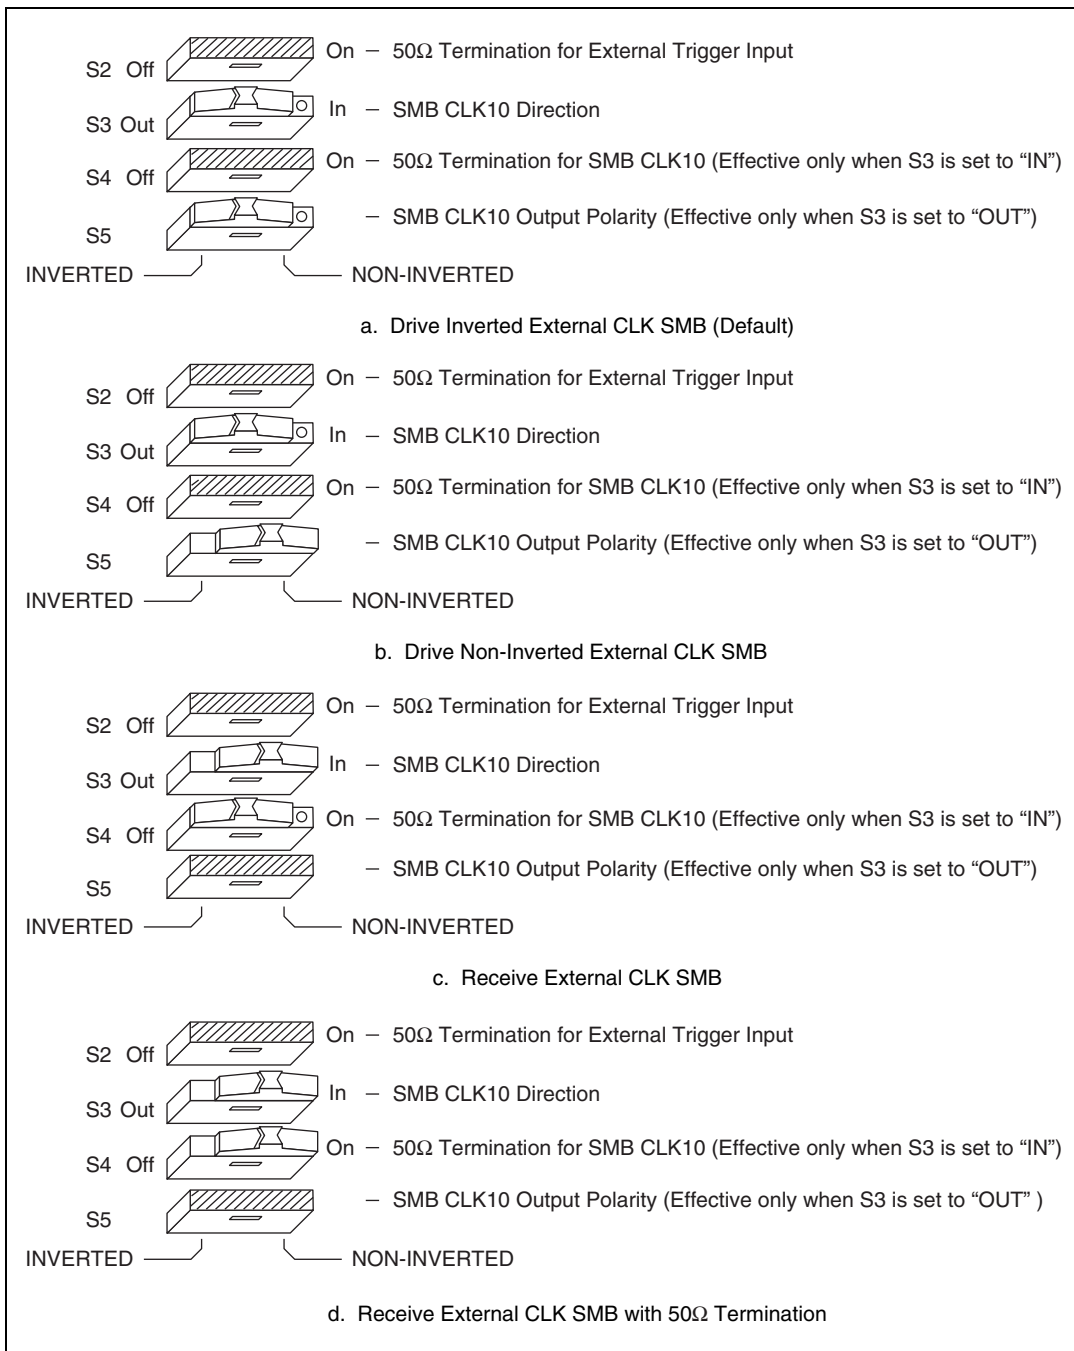 S2 Off On – 50Ω Termination for External Trigger Input
S3 Out In – SMB CLK10 Direction
S4 Off On – 50Ω Termination for SMB CLK10 (Effective only when S3 is set to “IN”)
S5 – SMB CLK10 Output Polarity (Effective only when S3 is set to “OUT”)
INVERTED NON-INVERTED
a. Drive Inverted External CLK SMB (Default)
S2 Off On – 50Ω Termination for External Trigger Input
S3 Out In – SMB CLK10 Direction
S4 Off On – 50Ω Termination for SMB CLK10 (Effective only when S3 is set to “IN”)
S5 – SMB CLK10 Output Polarity (Effective only when S3 is set to “OUT”)
INVERTED NON-INVERTED
b. Drive Non-Inverted External CLK SMB
S2 Off On – 50Ω Termination for External Trigger Input
S3 Out In – SMB CLK10 Direction
S4 Off On – 50Ω Termination for SMB CLK10 (Effective only when S3 is set to “IN”)
S5 – SMB CLK10 Output Polarity (Effective only when S3 is set to “OUT”)
INVERTED NON-INVERTED
c. Receive External CLK SMB
S2 Off On – 50Ω Termination for External Trigger Input
S3 Out In – SMB CLK10 Direction
S4 Off On – 50Ω Termination for SMB CLK10 (Effective only when S3 is set to “IN”)
S5 – SMB CLK10 Output Polarity (Effective only when S3 is set to “OUT” )
INVERTED NON-INVERTED
d. Receive External CLK SMB with 50Ω Termination